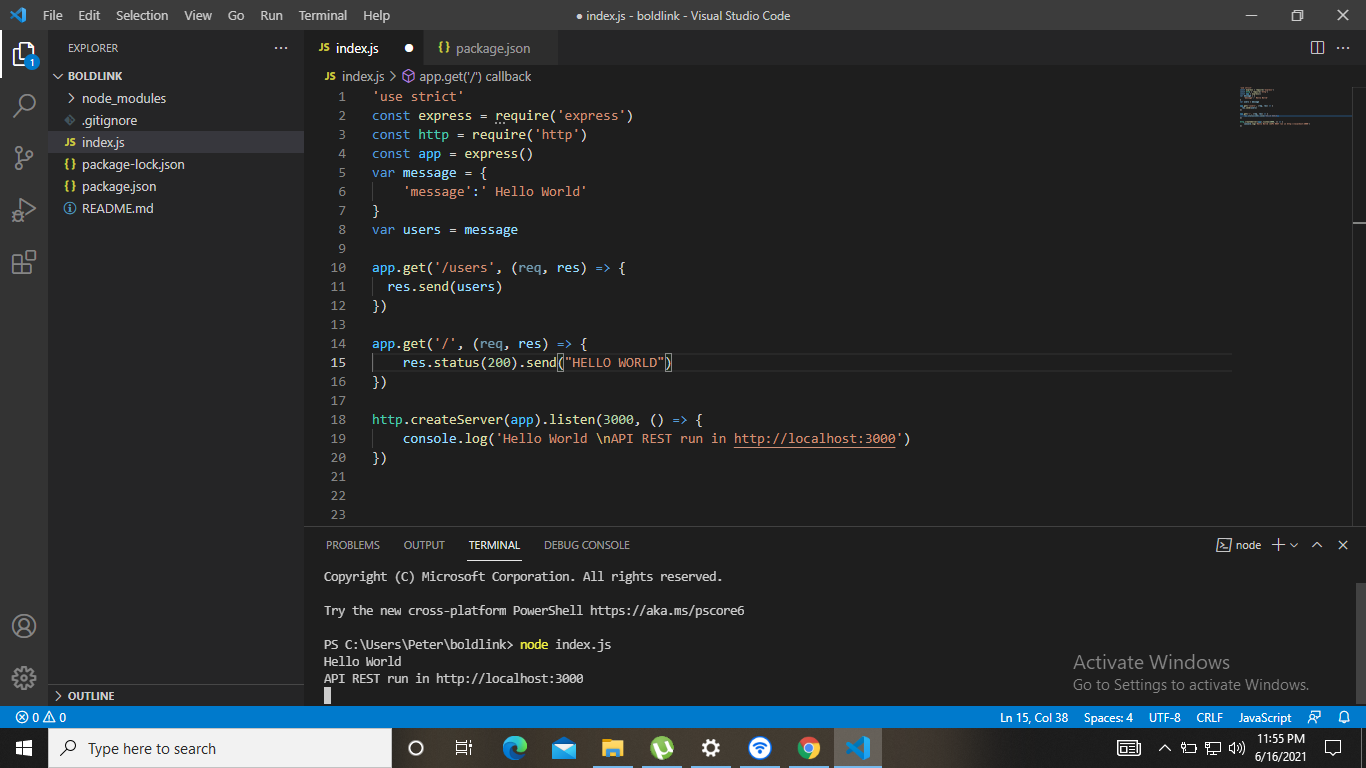 File Edit Selection View Go Run Terminal Help
● index.js - boldlink - Visual Studio Code
EXPLORER
BOLDLINK
node_modules
.gitignore
JS index.js
{} package-lock.json
{} package.json
README.md
OUTLINE
1
JS index.js ● {} package.json
JS index.js > app.get('/') callback
1 'use strict'
2 const express = require('express')
3 const http = require('http')
4 const app = express()
5 var message = {
6 'message':' Hello World'
7 }
8 var users = message
9
10 app.get('/users', (req, res) => {
11 res.send(users)
12 })
13
14 app.get('/', (req, res) => {
15 res.status(200).send("HELLO WORLD")
16 })
17
18 http.createServer(app).listen(3000, () => {
19 console.log('Hello World \nAPI REST run in http://localhost:3000')
20 })
21
22
23
PROBLEMS OUTPUT TERMINAL DEBUG CONSOLE
node
Copyright (C) Microsoft Corporation. All rights reserved.
Try the new cross-platform PowerShell https://aka.ms/pscore6
PS C:\Users\Peter\boldlink> node index.js
Hello World
API REST run in http://localhost:3000
Activate Windows
Go to Settings to activate Windows.
0 0
Ln 15, Col 38 Spaces: 4 UTF-8 CRLF JavaScript
Type here to search
11:55 PM
6/16/2021